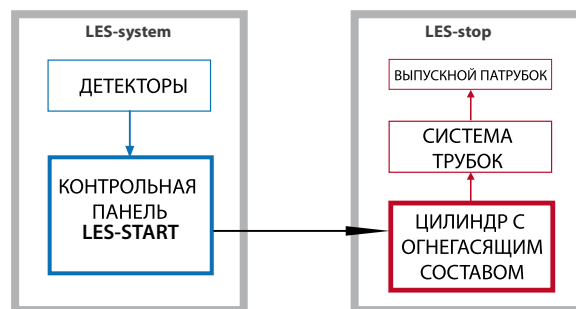 LES-system
ДЕТЕКТОРЫ
КОНТРОЛЬНАЯ
ПАНЕЛЬ
LES-START
LES-stop
ВЫПУСКНОЙ ПАТРУБОК
СИСТЕМА
ТРУБОК
ЦИЛИНДР С
ОГНЕГАСЯЩИМ
СОСТАВОМ